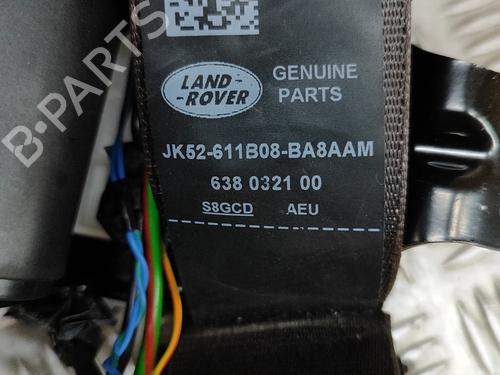 LAND-
-ROVER
GENUINE
PARTS
JK52-611B08-BA8AAM
638 0321 00
S8GCD AEU
B-PARTS